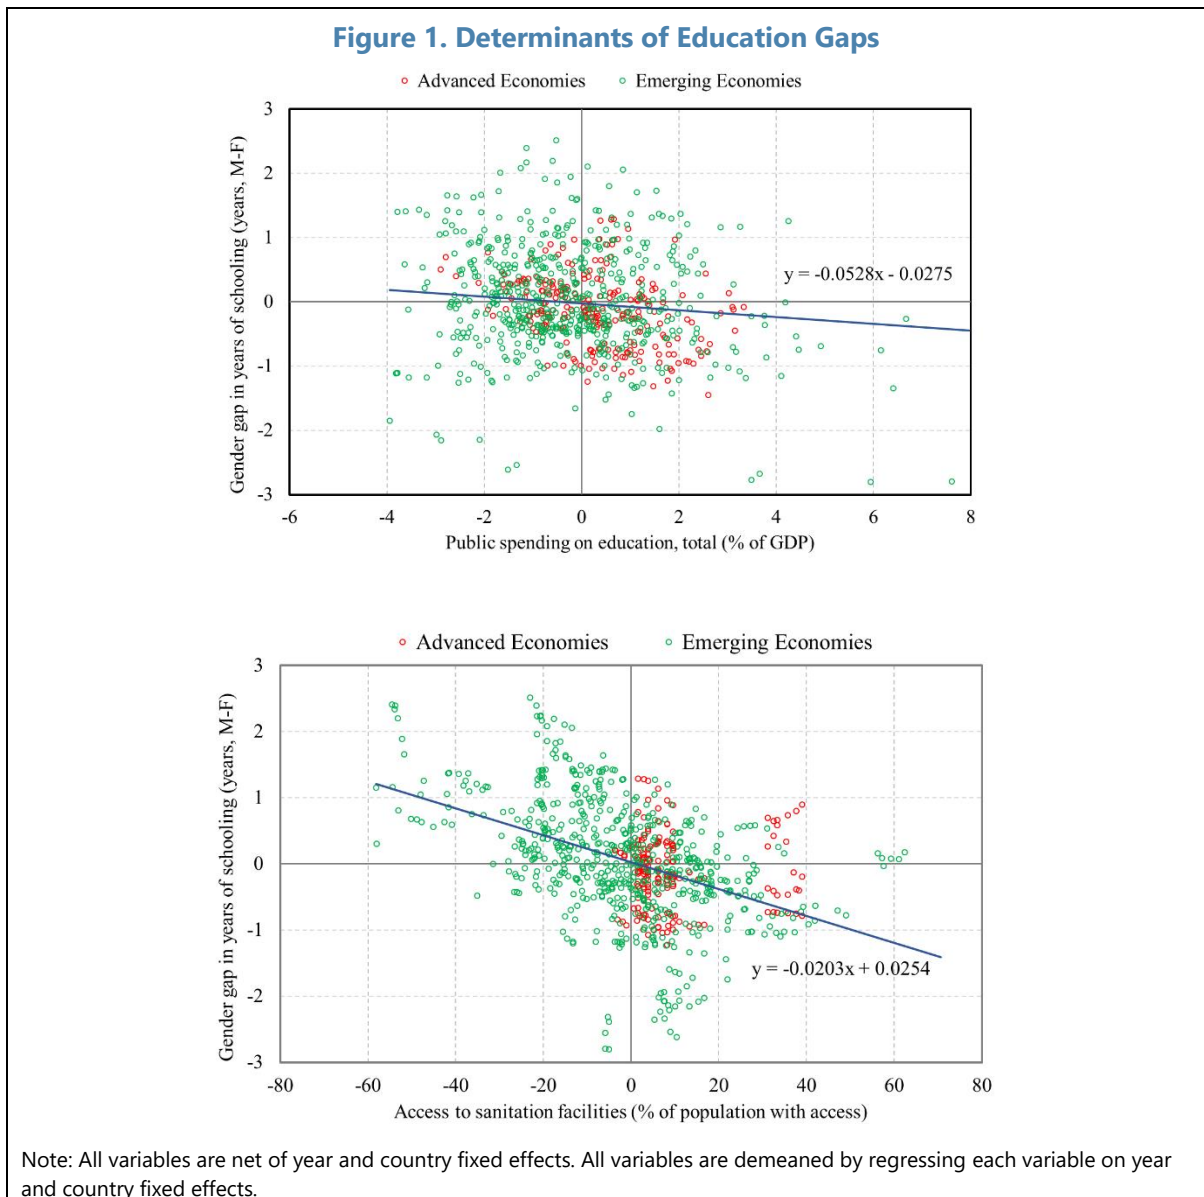 Figure 1. Determinants of Education Gaps
Advanced Economies Emerging Economies
Gender gap in years of schooling (years, M-F)
3
2
1
0
-1
-2
-3
y = -0.0528x - 0.0275
-6 -4 -2 0 2 4 6 8
Public spending on education, total (% of GDP)
Advanced Economies Emerging Economies
Gender gap in years of schooling (years, M-F)
3
2
1
0
-1
-2
-3
y = -0.0203x + 0.0254
-80 -60 -40 -20 0 20 40 60 80
Access to sanitation facilities (% of population with access)
Note: All variables are net of year and country fixed effects. All variables are demeaned by regressing each variable on year
and country fixed effects.